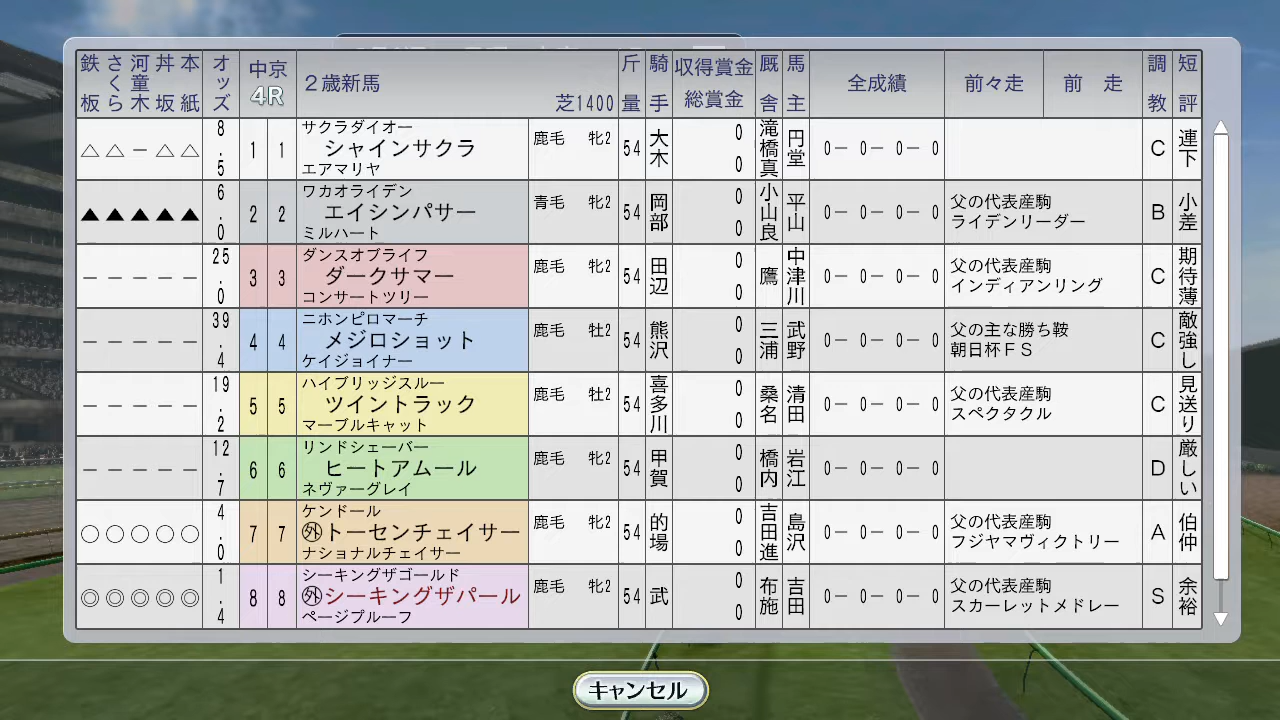 鉄板 さくら 河童木 丼坂 本紙 オッズ 中京 4R ２歳新馬 芝1400 斤量 騎手 収得賞金 総賞金 厩舎 馬主 全成績 前々走 前 走 調教 短評
△ △ － △ △ 8.5 1 1 サクラダイオー 鹿毛 牝2 54 大木 0 滝橋真 円堂 0－ 0－ 0－ 0 C 連下
シャインサクラ
エアマリヤ 0
▲ ▲ ▲ ▲ ▲ 6.0 2 2 ワカオライデン 青毛 牝2 54 岡部 0 小山良 平山 0－ 0－ 0－ 0 父の代表産駒 B 小差
エイシンパサー ライデンリーダー
ミルハート 0
－ － － － － 25.0 3 3 ダンスオブライフ 鹿毛 牝2 54 田辺 0 鷹 中津川 0－ 0－ 0－ 0 父の代表産駒 C 期待薄
ダークサマー インディアンリング
コンサートツリー 0
－ － － － － 39.4 4 4 ニホンピロマーチ 鹿毛 牡2 54 熊沢 0 三浦 武野 0－ 0－ 0－ 0 父の主な勝ち鞍 C 敵強し
メジロショット 朝日杯ＦＳ
ケイジョイナー 0
－ － － － － 19.2 5 5 ハイブリッジスルー 鹿毛 牡2 54 喜多川 0 桑名 清田 0－ 0－ 0－ 0 父の代表産駒 C 見送り
ツイントラック スペクタクル
マーブルキャット 0
－ － － － － 12.7 6 6 リンドシェーバー 鹿毛 牝2 54 甲賀 0 橋内 岩江 0－ 0－ 0－ 0 D 厳しい
ヒートアムール
ネヴァーグレイ 0
○ ○ ○ ○ ○ 4.0 7 7 ケンドール 鹿毛 牝2 54 的場 0 吉田進 島沢 0－ 0－ 0－ 0 父の代表産駒 A 伯仲
㊕トーセンチェイサー フジヤマヴィクトリー
ナショナルチェイサー 0
◎ ◎ ◎ ◎ ◎ 1.4 8 8 シーキングザゴールド 鹿毛 牝2 54 武 0 布施 吉田 0－ 0－ 0－ 0 父の代表産駒 S 余裕
外シーキングザパール スカーレットメドレー
ページプルーフ 0
キャンセル